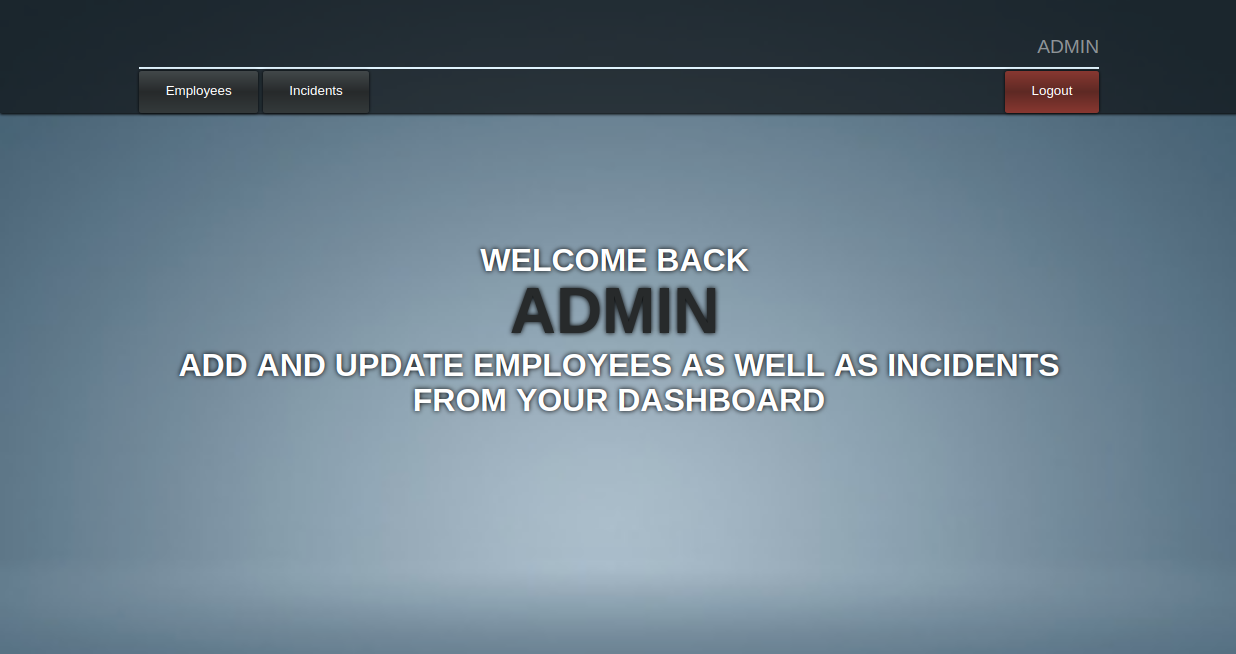 ADMIN
Employees Incidents Logout
WELCOME BACK
ADMIN
ADD AND UPDATE EMPLOYEES AS WELL AS INCIDENTS
FROM YOUR DASHBOARD